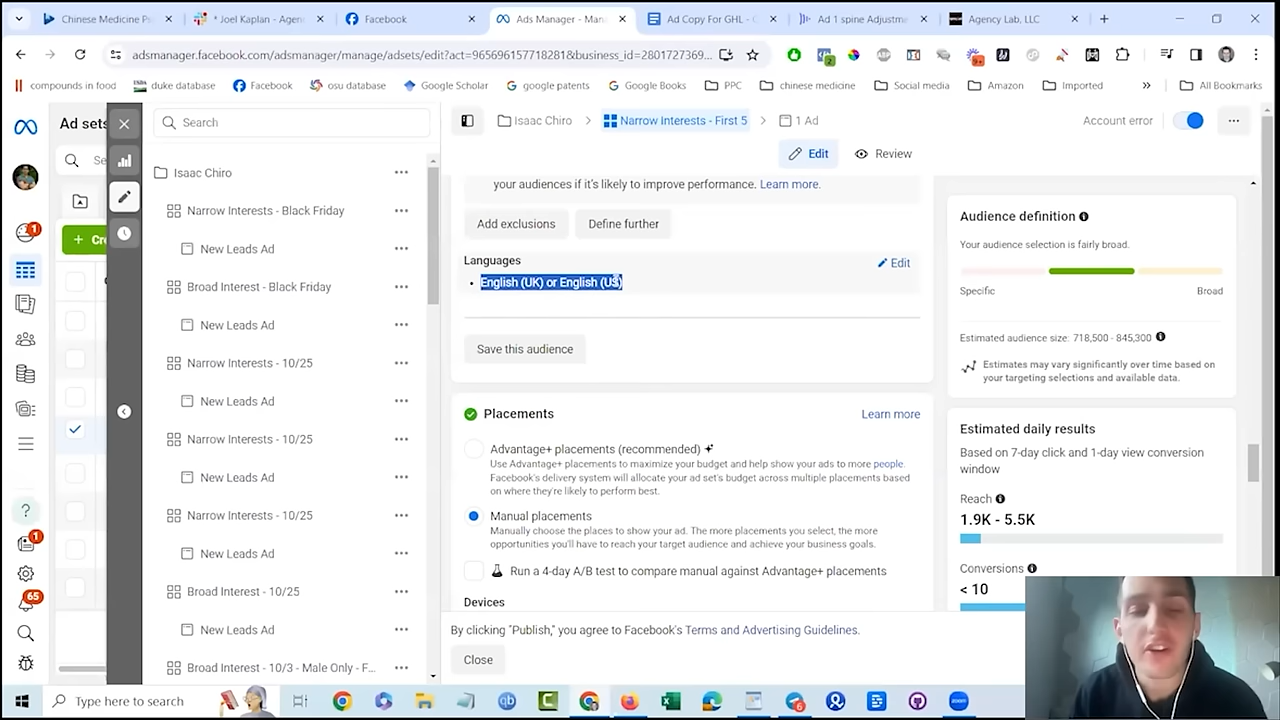 Chinese Medicine Ps
* Joel Kaplan - Agen
Facebook
Ads Manager - Man
Ad Copy For GHL - C
Ad 1 spine Adjustme
Agency Lab, LLC
adsmanager.facebook.com/adsmanager/manage/adsets/edit?act=965696157718281&business_id=2801727369...
2
9+
compounds in food
duke database
Facebook
osu database
Google Scholar
google patents
Google Books
PPC
chinese medicine
Social media
Amazon
Imported
»
All Bookmarks
Ad sets
Search
Isaac Chiro
Narrow Interests - First 5
1 Ad
Account error
Edit
Review
Se
+ Cre
1
1
65
Isaac Chiro
Narrow Interests - Black Friday
New Leads Ad
Broad Interest - Black Friday
New Leads Ad
Narrow Interests - 10/25
New Leads Ad
Narrow Interests - 10/25
New Leads Ad
Narrow Interests - 10/25
New Leads Ad
Broad Interest - 10/25
New Leads Ad
Broad Interest - 10/3 - Male Only - F...
your audiences if it's likely to improve performance. Learn more.
Add exclusions
Define further
Languages
Edit
• English (UK) or English (US)
Save this audience
Placements
Learn more
Advantage+ placements (recommended)
Use Advantage+ placements to maximize your budget and help show your ads to more people.
Facebook's delivery system will allocate your ad set's budget across multiple placements based
on where they're likely to perform best.
Manual placements
Manually choose the places to show your ad. The more placements you select, the more
opportunities you'll have to reach your target audience and achieve your business goals.
Run a 4-day A/B test to compare manual against Advantage+ placements
Devices
By clicking "Publish," you agree to Facebook's Terms and Advertising Guidelines.
Close
Audience definition
Your audience selection is fairly broad.
Specific
Broad
Estimated audience size: 718,500 - 845,300
Estimates may vary significantly over time based on
your targeting selections and available data.
Estimated daily results
Based on 7-day click and 1-day view conversion
window
Reach
1.9K - 5.5K
Conversions
< 10
Type here to search
qb
6
zoom